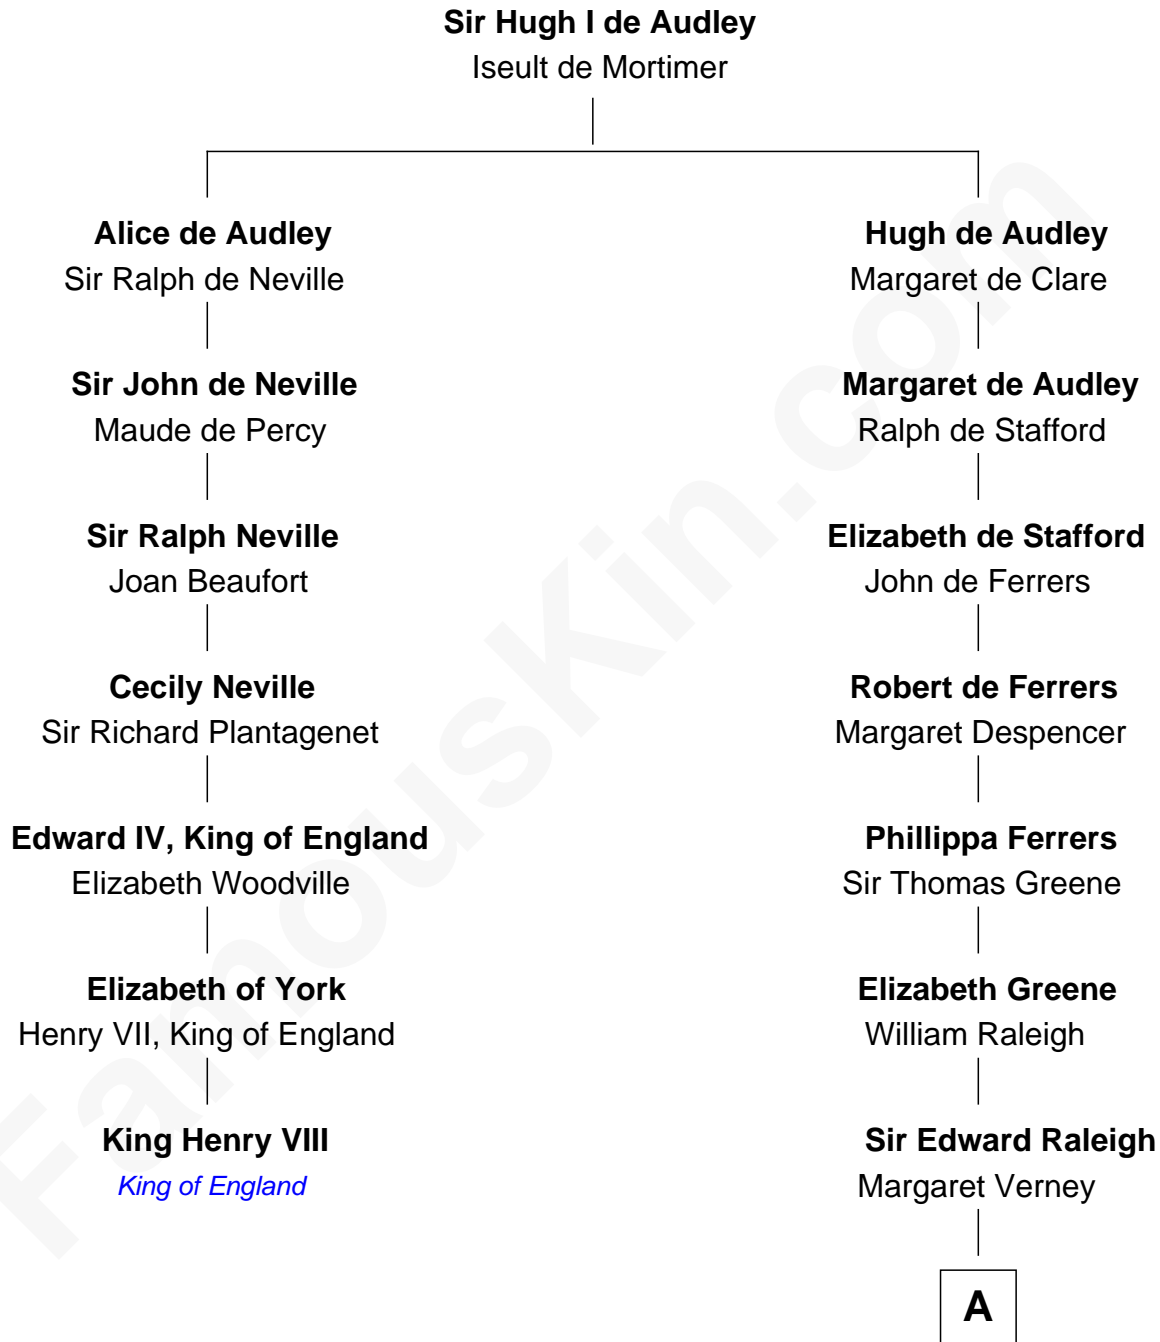 Sir Hugh I de Audley
Iseult de Mortimer
Alice de Audley
Sir Ralph de Neville
Hugh de Audley
Margaret de Clare
Sir John de Neville
Maude de Percy
Margaret de Audley
Ralph de Stafford
Sir Ralph Neville
Joan Beaufort
Elizabeth de Stafford
John de Ferrers
Cecily Neville
Sir Richard Plantagenet
Robert de Ferrers
Margaret Despencer
Edward IV, King of England
Elizabeth Woodville
Phillippa Ferrers
Sir Thomas Greene
Elizabeth of York
Henry VII, King of England
Elizabeth Greene
William Raleigh
King Henry VIII
King of England
Sir Edward Raleigh
Margaret Verney
A
FamousKin.com